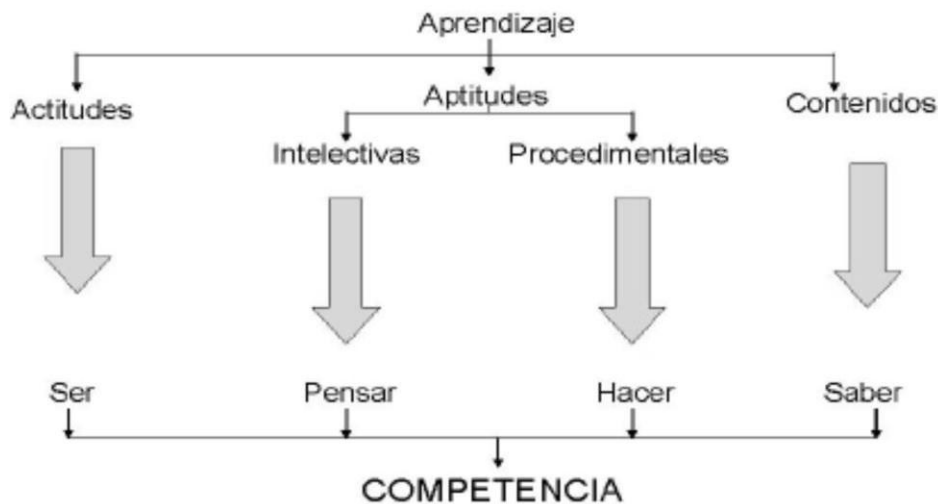 Aprendizaje
Actitudes
Aptitudes
Contenidos
Intelectivas
Procedimentales
Ser
Pensar
Hacer
Saber
COMPETENCIA